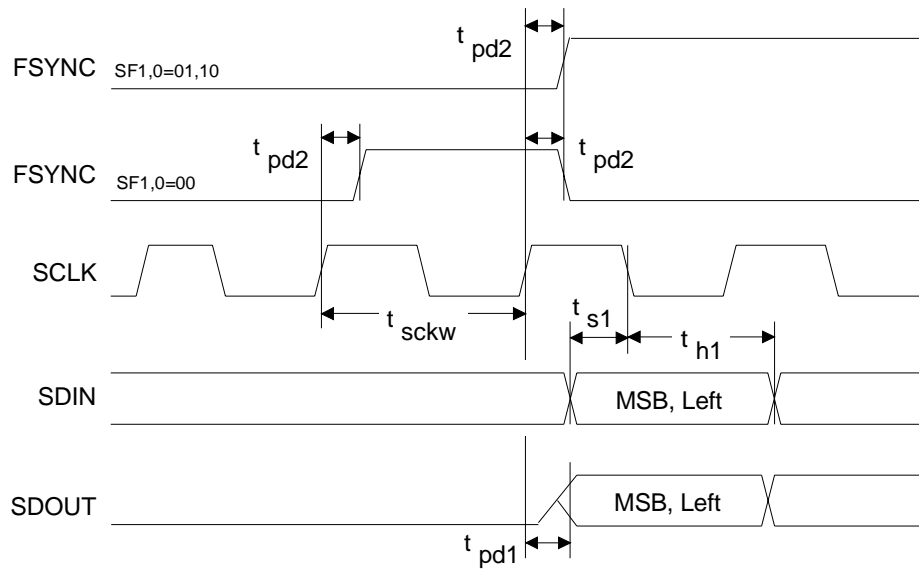 t pd2
FSYNC SF1,0=01,10
t pd2
t pd2
FSYNC SF1,0=00
SCLK
t sckw
t s1
t h1
SDIN
MSB, Left
SDOUT
MSB, Left
t pd1